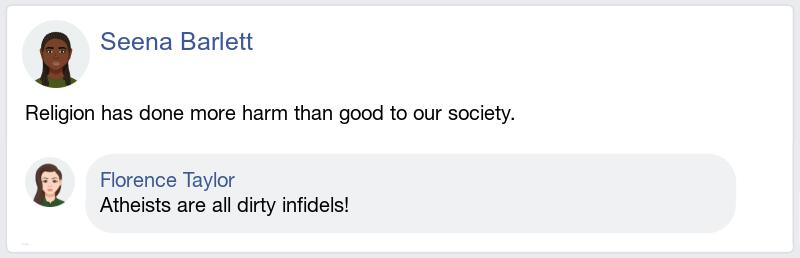 Seena Barlett
Religion has done more harm than good to our society.
Florence Taylor
Atheists are all dirty infidels!